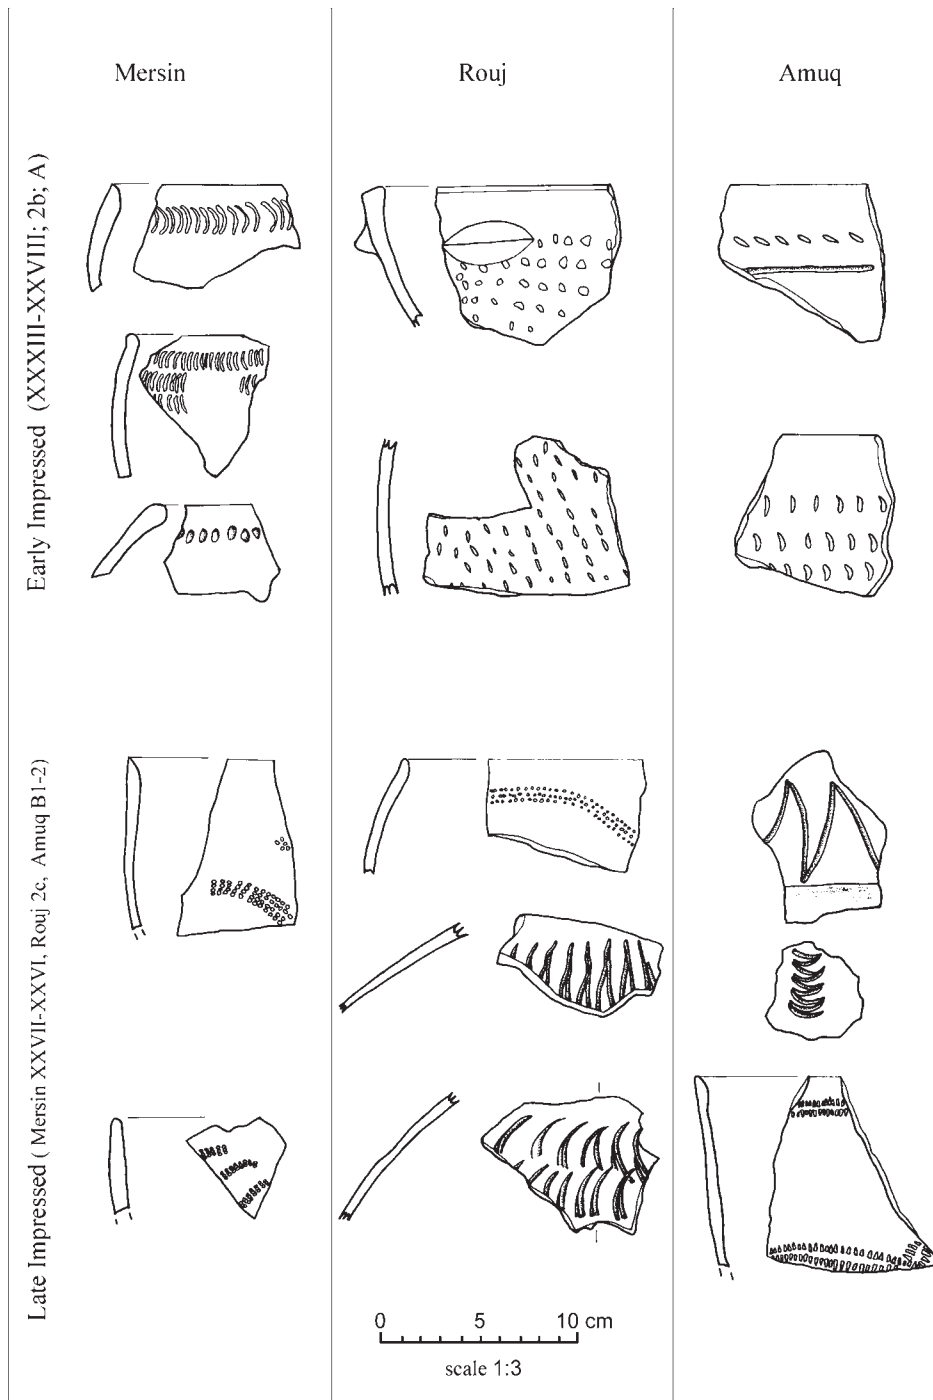 Mersin
Rouj
Amuq
Early Impressed (XXXIII-XXVIII; 2b; A)
Late Impressed ( Mersin XXVII-XXVI, Rouj 2c, Amuq B1-2)
0 5 10 cm
scale 1:3